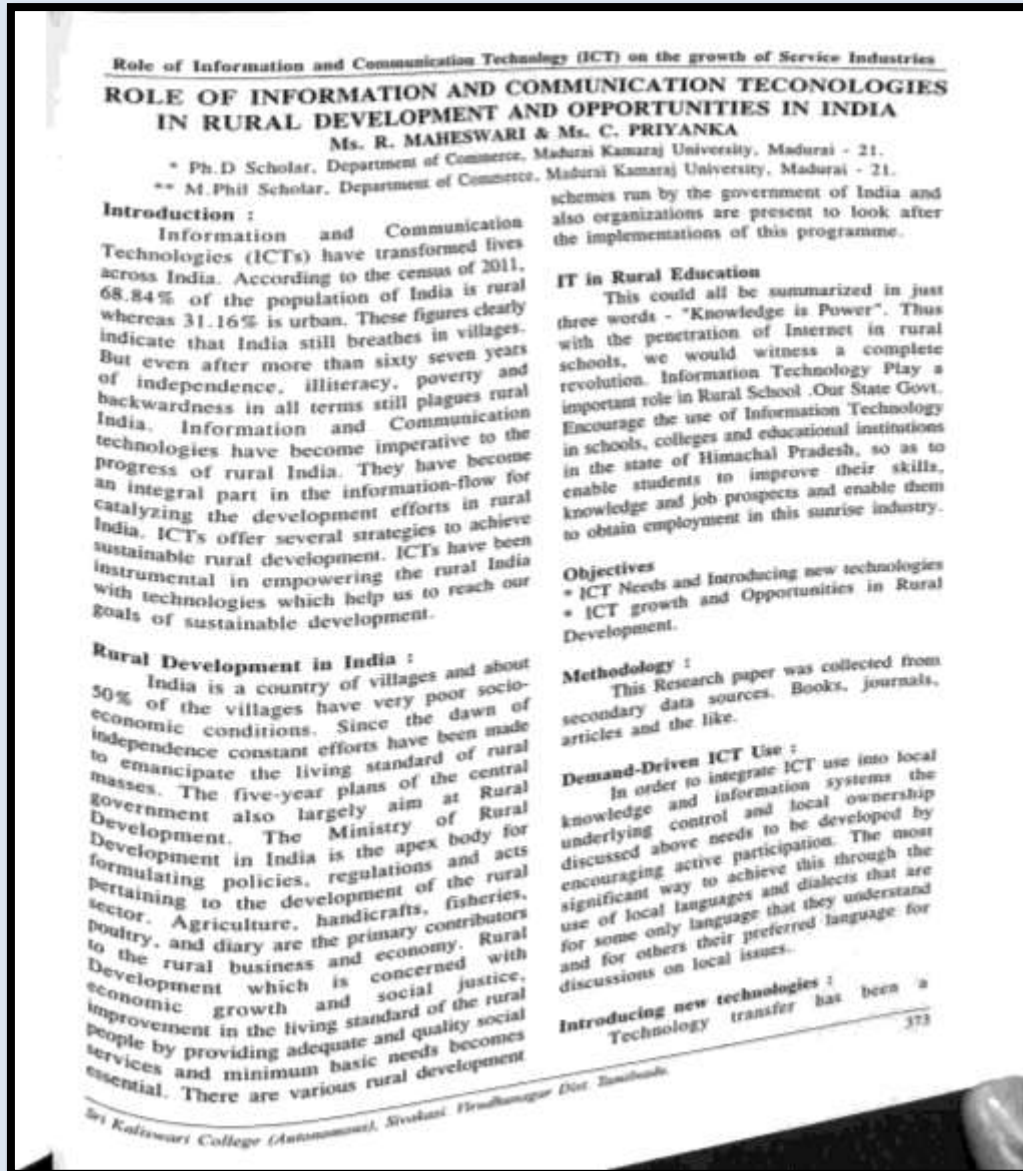 Role of Information and Communication Technology (ICT) on the growth of Service Industries
ROLE OF INFORMATION AND COMMUNICATION TECONOLOGIES
IN RURAL DEVELOPMENT AND OPPORTUNITIES IN INDIA
Ms. R. MAHESWARI & Ms. C. PRIYANKA
* Ph.D Scholar, Department of Commerce, Madurai Kamaraj University, Madurai - 21.
** M.Phil Scholar, Department of Commerce, Madurai Kamaraj University, Madurai - 21.
Introduction :
Information and Communication
Technologies (ICTs) have transformed lives
across India. According to the census of 2011,
68.84% of the population of India is rural
whereas 31.16% is urban. These figures clearly
indicate that India still breathes in villages.
But even after more than sixty seven years
of independence, illiteracy, poverty and
backwardness in all terms still plagues rural
India. Information and Communication
technologies have become imperative to the
progress of rural India. They have become
an integral part in the information-flow for
catalyzing the development efforts in rural
India. ICTs offer several strategies to achieve
sustainable rural development. ICTs have been
instrumental in empowering the rural India
with technologies which help us to reach our
goals of sustainable development.
Rural Development in India :
India is a country of villages and about
50% of the villages have very poor socio-
economic conditions. Since the dawn of
independence constant efforts have been made
to emancipate the living standard of rural
masses. The five-year plans of the central
government also largely aim at Rural
Development. The Ministry of Rural
Development in India is the apex body for
formulating policies, regulations and acts
pertaining to the development of the rural
sector. Agriculture, handicrafts, fisheries,
poultry, and diary are the primary contributors
to the rural business and economy. Rural
Development which is concerned with
economic growth and social justice,
improvement in the living standard of the rural
people by providing adequate and quality social
services and minimum basic needs becomes
essential. There are various rural development
schemes run by the government of India and
also organizations are present to look after
the implementations of this programme.
IT in Rural Education
This could all be summarized in just
three words - "Knowledge is Power". Thus
with the penetration of Internet in rural
schools, we would witness a complete
revolution. Information Technology Play a
important role in Rural School .Our State Govt.
Encourage the use of Information Technology
in schools, colleges and educational institutions
in the state of Himachal Pradesh, so as to
enable students to improve their skills,
knowledge and job prospects and enable them
to obtain employment in this sunrise industry.
Objectives
* ICT Needs and Introducing new technologies
* ICT growth and Opportunities in Rural
Development.
Methodology :
This Research paper was collected from
secondary data sources. Books, journals,
articles and the like.
Demand-Driven ICT Use :
In order to integrate ICT use into local
knowledge and information systems the
underlying control and local ownership
discussed above needs to be developed by
encouraging active participation. The most
significant way to achieve this through the
use of local languages and dialects that are
for some only language that they understand
and for others their preferred language for
discussions on local issues.
Introducing new technologies :
Technology transfer has been a
373
Sri Kaliswari College (Autonomous), Sivakasi. Virudhunagar Dist. Tamilnadu.